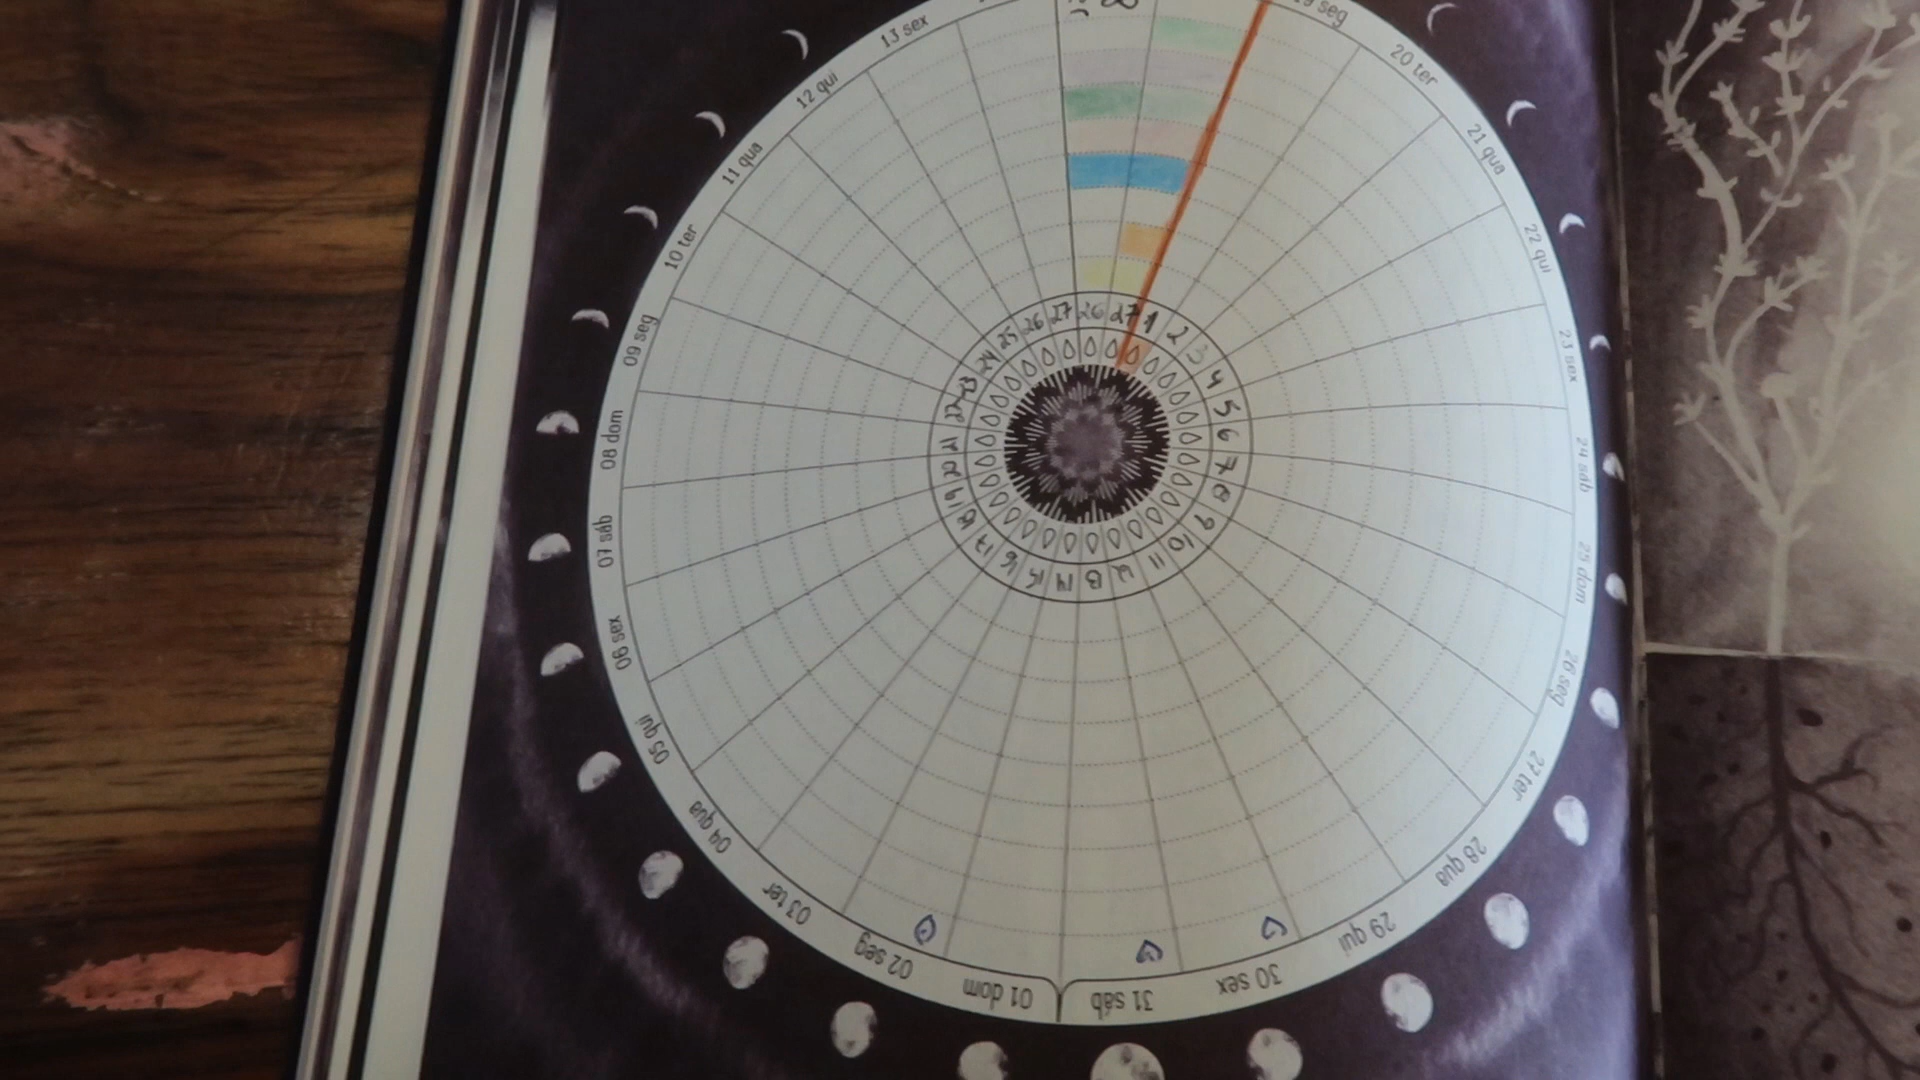 13 sex
12 qui
11 qua
10 ter
09 seg
08 dom
07 sáb
06 sex
05 qui
04 qua
03 ter
02 seg
01 dom
31 sáb
30 sex
29 qui
28 qua
27 ter
26 seg
25 dom
24 sáb
23 sex
22 qui
21 qua
20 ter
19 seg
26 27 1 2 3 4 5 6 7 8 9 10 11 12 13 14 15 16 17 18 19 20 21 22 23 24 25 26 27